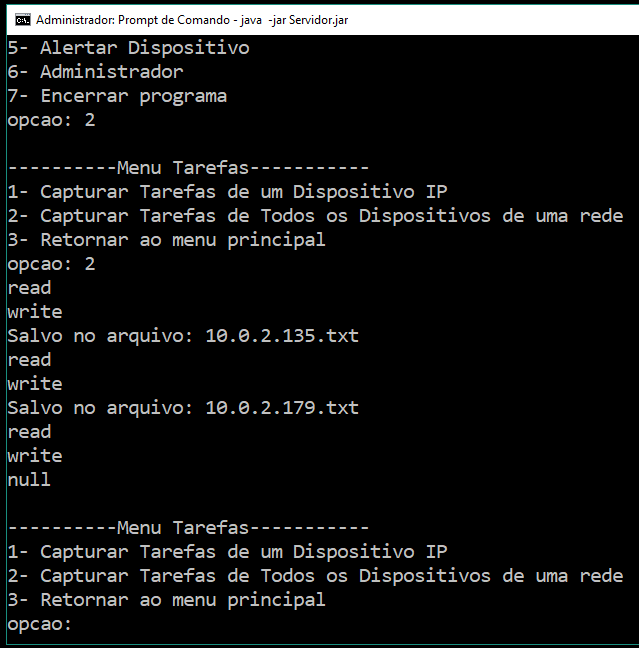 Administrador: Prompt de Comando - java  -jar Servidor.jar
5- Alertar Dispositivo
6- Administrador
7- Encerrar programa
opcao: 2
----------Menu Tarefas-----------
1- Capturar Tarefas de um Dispositivo IP
2- Capturar Tarefas de Todos os Dispositivos de uma rede
3- Retornar ao menu principal
opcao: 2
read
write
Salvo no arquivo: 10.0.2.135.txt
read
write
Salvo no arquivo: 10.0.2.179.txt
read
write
null
----------Menu Tarefas-----------
1- Capturar Tarefas de um Dispositivo IP
2- Capturar Tarefas de Todos os Dispositivos de uma rede
3- Retornar ao menu principal
opcao: